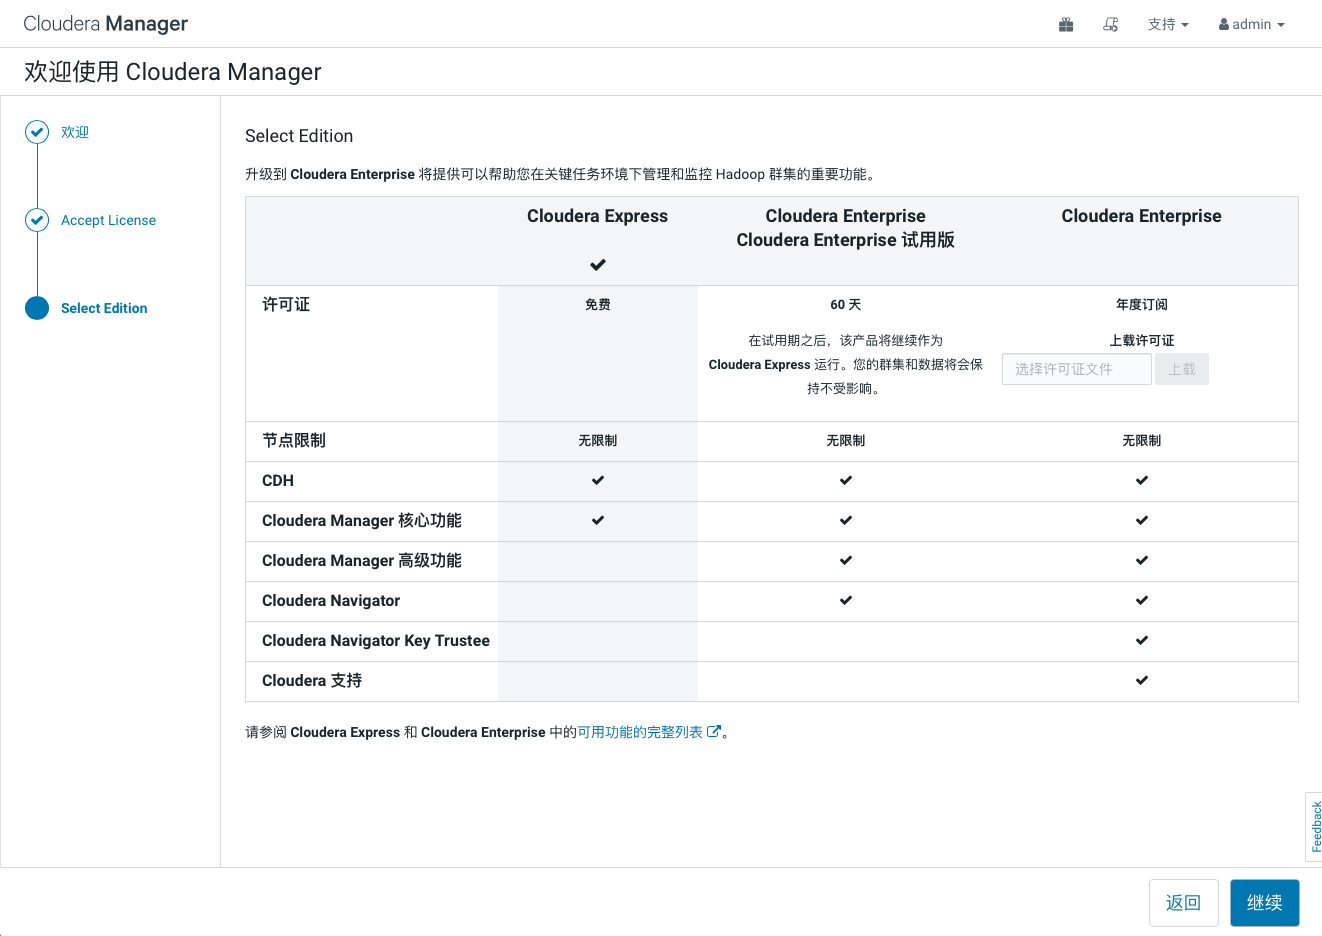 Cloudera Manager
支持
admin
欢迎使用 Cloudera Manager
欢迎
Accept License
Select Edition
Select Edition
升级到 Cloudera Enterprise 将提供可以帮助您在关键任务环境下管理和监控 Hadoop 群集的重要功能。
Cloudera Express
Cloudera Enterprise
Cloudera Enterprise 试用版
Cloudera Enterprise
许可证
免费
60 天
在试用期之后，该产品将继续作为
Cloudera Express 运行。您的群集和数据将会保
持不受影响。
年度订阅
上载许可证
选择许可证文件
上载
节点限制
无限制
无限制
无限制
CDH
Cloudera Manager 核心功能
Cloudera Manager 高级功能
Cloudera Navigator
Cloudera Navigator Key Trustee
Cloudera 支持
请参阅 Cloudera Express 和 Cloudera Enterprise 中的可用功能的完整列表。
Feedback
返回
继续